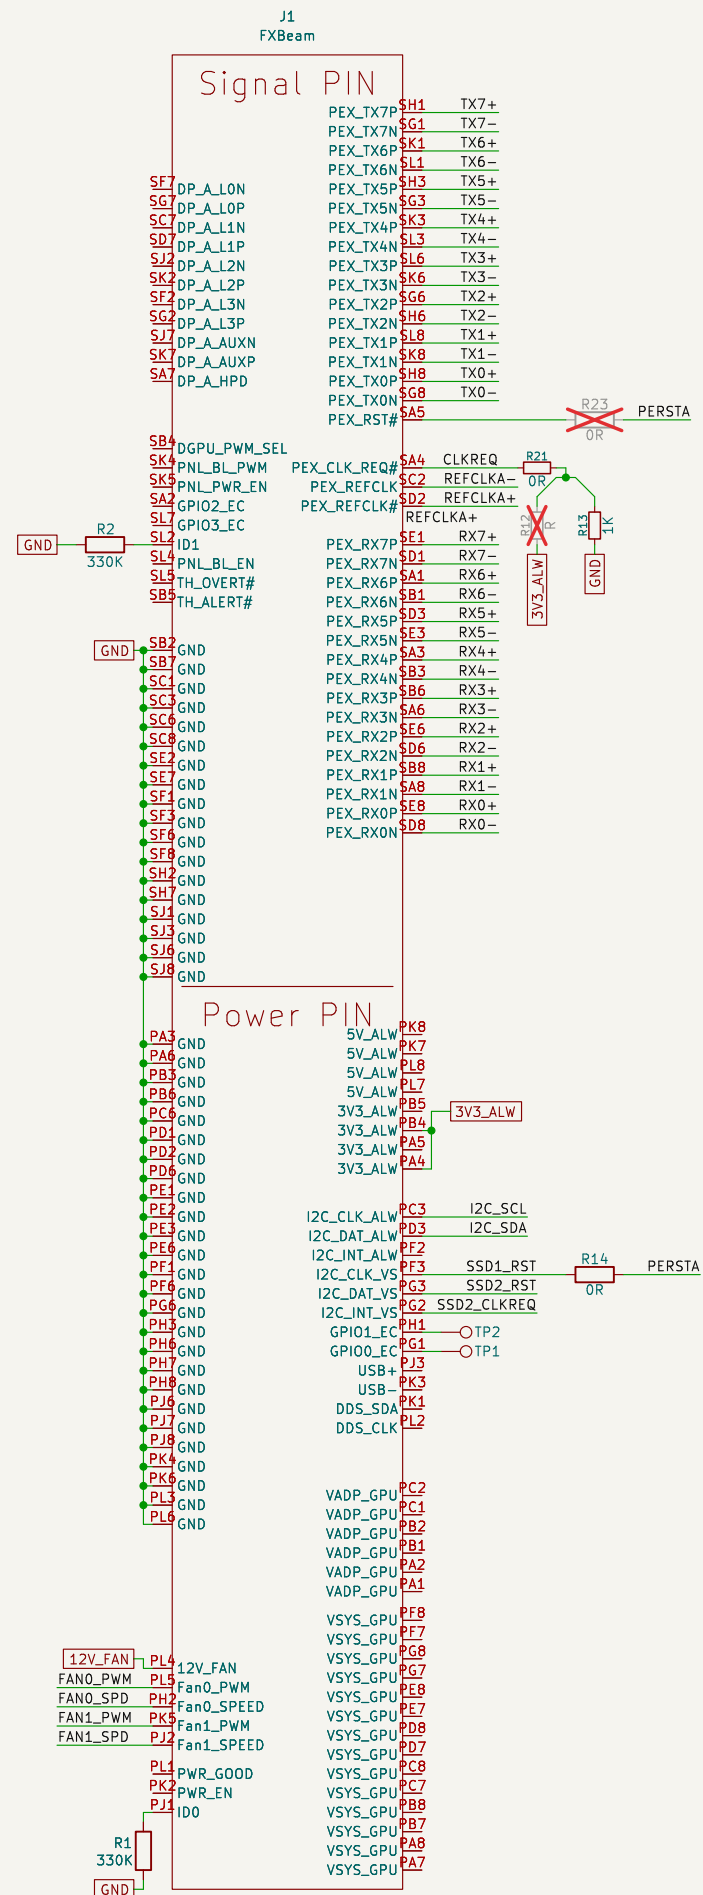 J1
FXBeam
Signal PIN
PEX_TX7P SH1 TX7+
PEX_TX7N SG1 TX7-
PEX_TX6P SK1 TX6+
PEX_TX6N SL1 TX6-
SF7 DP_A_L0N PEX_TX5P SH3 TX5+
SG7 DP_A_L0P PEX_TX5N SG3 TX5-
SC7 DP_A_L1N PEX_TX4P SK3 TX4+
SD7 DP_A_L1P PEX_TX4N SL3 TX4-
SJ2 DP_A_L2N PEX_TX3P SL6 TX3+
SK2 DP_A_L2P PEX_TX3N SK6 TX3-
SF2 DP_A_L3N PEX_TX2P SG6 TX2+
SG2 DP_A_L3P PEX_TX2N SH6 TX2-
SJ7 DP_A_AUXN PEX_TX1P SL8 TX1+
SK7 DP_A_AUXP PEX_TX1N SK8 TX1-
SA7 DP_A_HPD PEX_TX0P SH8 TX0+
PEX_TX0N SG8 TX0-
PEX_RST# SA5 R23 0R PERSTA
SB4 DGPU_PWM_SEL
SK4 PNL_BL_PWM PEX_CLK_REQ# SA4 CLKREQ R21 0R
SK5 PNL_PWR_EN PEX_REFCLK SC2 REFCLKA-
SA2 GPIO2_EC PEX_REFCLK# SD2 REFCLKA+
SL7 GPIO3_EC REFCLKA+ R12 R R13 1K
GND R2 330K SL2 ID1 PEX_RX7P SE1 RX7+
SL4 PNL_BL_EN PEX_RX7N SD1 RX7- 3V3_ALW GND
SL5 TH_OVERT# PEX_RX6P SA1 RX6+
SB5 TH_ALERT# PEX_RX6N SB1 RX6-
PEX_RX5P SD3 RX5+
PEX_RX5N SE3 RX5-
GND SB2 GND PEX_RX4P SA3 RX4+
SB7 GND PEX_RX4N SB3 RX4-
SC1 GND PEX_RX3P SB6 RX3+
SC3 GND PEX_RX3N SA6 RX3-
SC6 GND PEX_RX2P SE6 RX2+
SC8 GND PEX_RX2N SD6 RX2-
SE2 GND PEX_RX1P SB8 RX1+
SE7 GND PEX_RX1N SA8 RX1-
SF1 GND PEX_RX0P SE8 RX0+
SF3 GND PEX_RX0N SD8 RX0-
SF6 GND
SF8 GND
SH2 GND
SH7 GND
SJ1 GND
SJ3 GND
SJ6 GND
SJ8 GND
Power PIN
5V_ALW PK8
PA3 GND 5V_ALW PK7
PA6 GND 5V_ALW PL8
PB3 GND 5V_ALW PL7
PB6 GND 3V3_ALW PB5 3V3_ALW
PC6 GND 3V3_ALW PB4
PD1 GND 3V3_ALW PA5
PD2 GND 3V3_ALW PA4
PD6 GND
PE1 GND
PE2 GND I2C_CLK_ALW PC3 I2C_SCL
PE3 GND I2C_DAT_ALW PD3 I2C_SDA
PE6 GND I2C_INT_ALW PF2
PF1 GND I2C_CLK_VS PF3 SSD1_RST R14 0R PERSTA
PF6 GND I2C_DAT_VS PG3 SSD2_RST
PG6 GND I2C_INT_VS PG2 SSD2_CLKREQ
PH3 GND GPIO1_EC PH1 TP2
PH6 GND GPIO0_EC PG1 TP1
PH7 GND USB+ PJ3
PH8 GND USB- PK3
PJ6 GND DDS_SDA PK1
PJ7 GND DDS_CLK PL2
PJ8 GND
PK4 GND
PK6 GND VADP_GPU PC2
PL3 GND VADP_GPU PC1
PL6 GND VADP_GPU PB2
VADP_GPU PB1
VADP_GPU PA2
VADP_GPU PA1
VSYS_GPU PF8
VSYS_GPU PF7
12V_FAN PL4 12V_FAN VSYS_GPU PG8
FAN0_PWM PL5 Fan0_PWM VSYS_GPU PG7
FAN0_SPD PH2 Fan0_SPEED VSYS_GPU PE8
FAN1_PWM PK5 Fan1_PWM VSYS_GPU PE7
FAN1_SPD PJ2 Fan1_SPEED VSYS_GPU PD8
VSYS_GPU PD7
PL1 PWR_GOOD VSYS_GPU PC8
PK2 PWR_EN VSYS_GPU PC7
PJ1 ID0 VSYS_GPU PB8
VSYS_GPU PB7
R1 330K VSYS_GPU PA8
VSYS_GPU PA7
GND